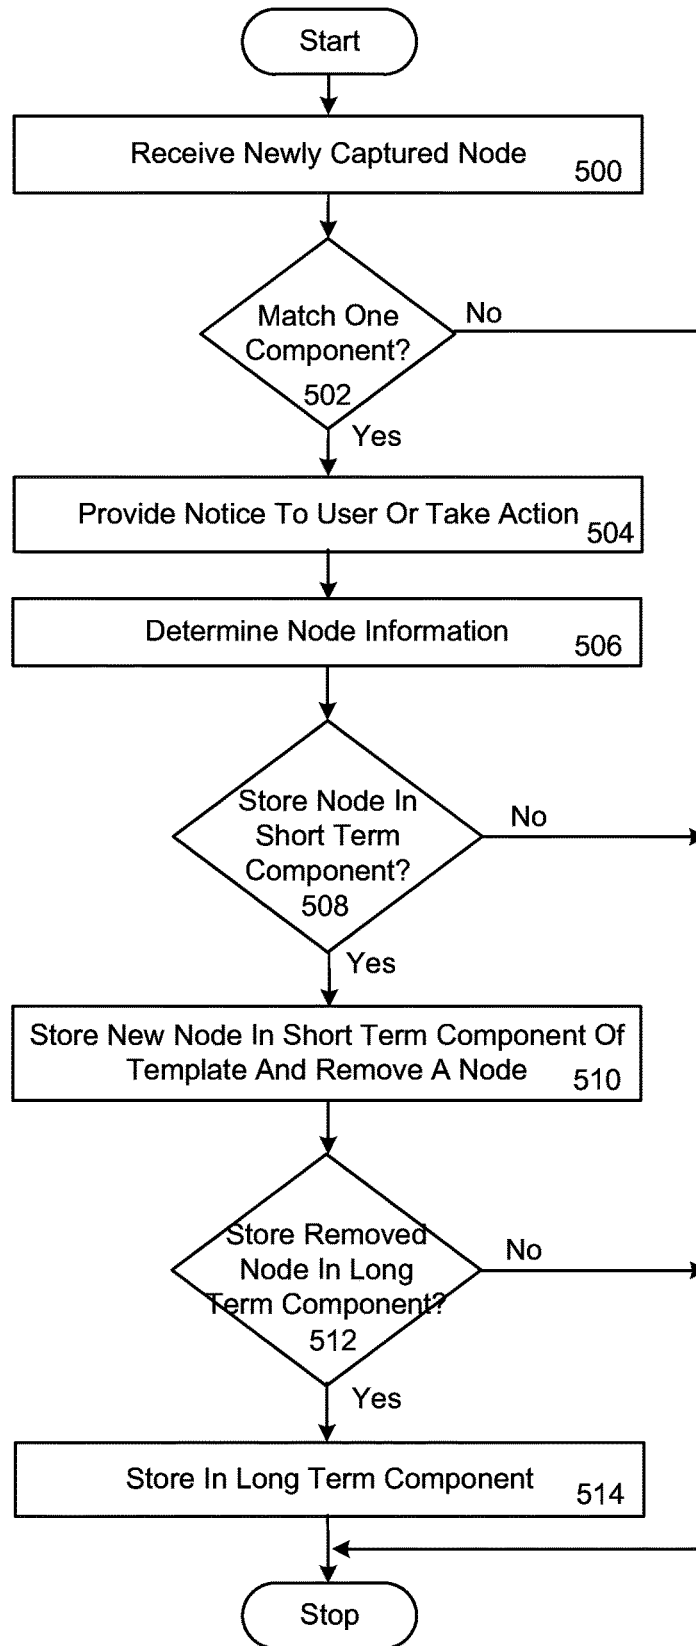 Start
Receive Newly Captured Node
500
Match One
Component?
502
No
Yes
Provide Notice To User Or Take Action
504
Determine Node Information
506
Store Node In
Short Term
Component?
508
No
Yes
Store New Node In Short Term Component Of
Template And Remove A Node
510
Store Removed
Node In Long
Term Component?
512
No
Yes
Store In Long Term Component
514
Stop